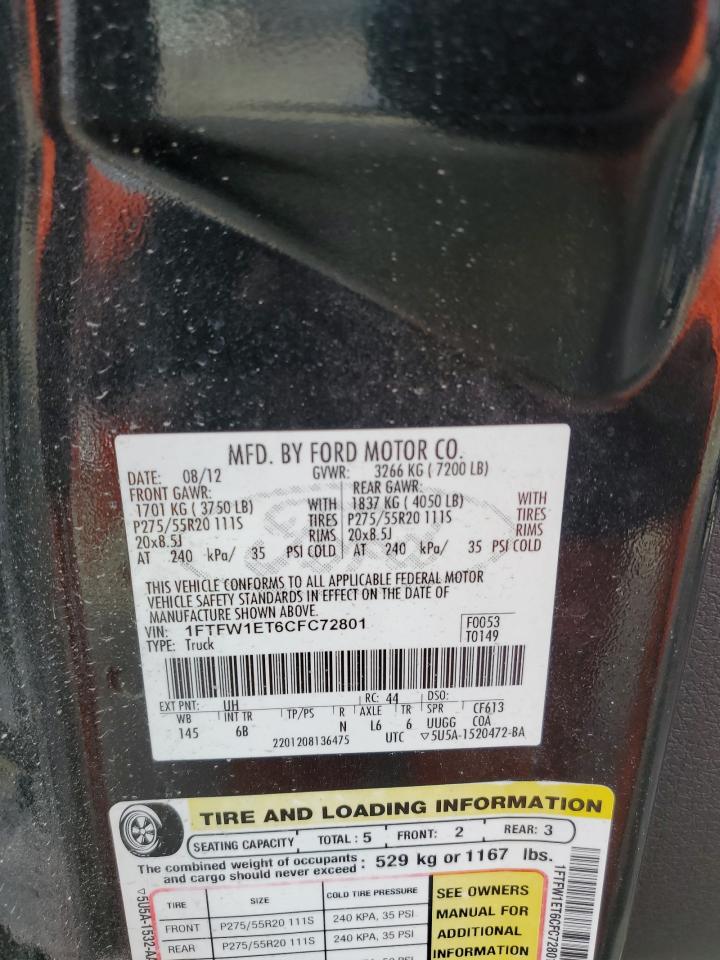 MFD. BY FORD MOTOR CO.
DATE: 08/12 GVWR: 3266 KG ( 7200 LB)
FRONT GAWR: REAR GAWR:
1701 KG ( 3750 LB) WITH 1837 KG ( 4050 LB) WITH
P275/55R20 111S TIRES P275/55R20 111S TIRES
20x8.5J RIMS 20x8.5J RIMS
AT 240 kPa/ 35 PSI COLD AT 240 kPa/ 35 PSI COLD
THIS VEHICLE CONFORMS TO ALL APPLICABLE FEDERAL MOTOR
VEHICLE SAFETY STANDARDS IN EFFECT ON THE DATE OF
MANUFACTURE SHOWN ABOVE.
VIN: 1FTFW1ET6CFC72801 F0053
TYPE: Truck T0149
EXT PNT: UH RC: 44 DSO:
WB INT TR TP/PS R AXLE TR SPR CF613
145 6B N L6 6 UUGG COA
2201208136475 UTC ▽5U5A-1520472-BA
TIRE AND LOADING INFORMATION
SEATING CAPACITY TOTAL : 5 FRONT: 2 REAR: 3
The combined weight of occupants and cargo should never exceed : 529 kg or 1167 lbs.
TIRE SIZE COLD TIRE PRESSURE
FRONT P275/55R20 111S 240 KPA, 35 PSI
REAR P275/55R20 111S 240 KPA, 35 PSI
SEE OWNERS
MANUAL FOR
ADDITIONAL
INFORMATION
▽5U5A-1532-A
1FTFW1ET6CFC7280